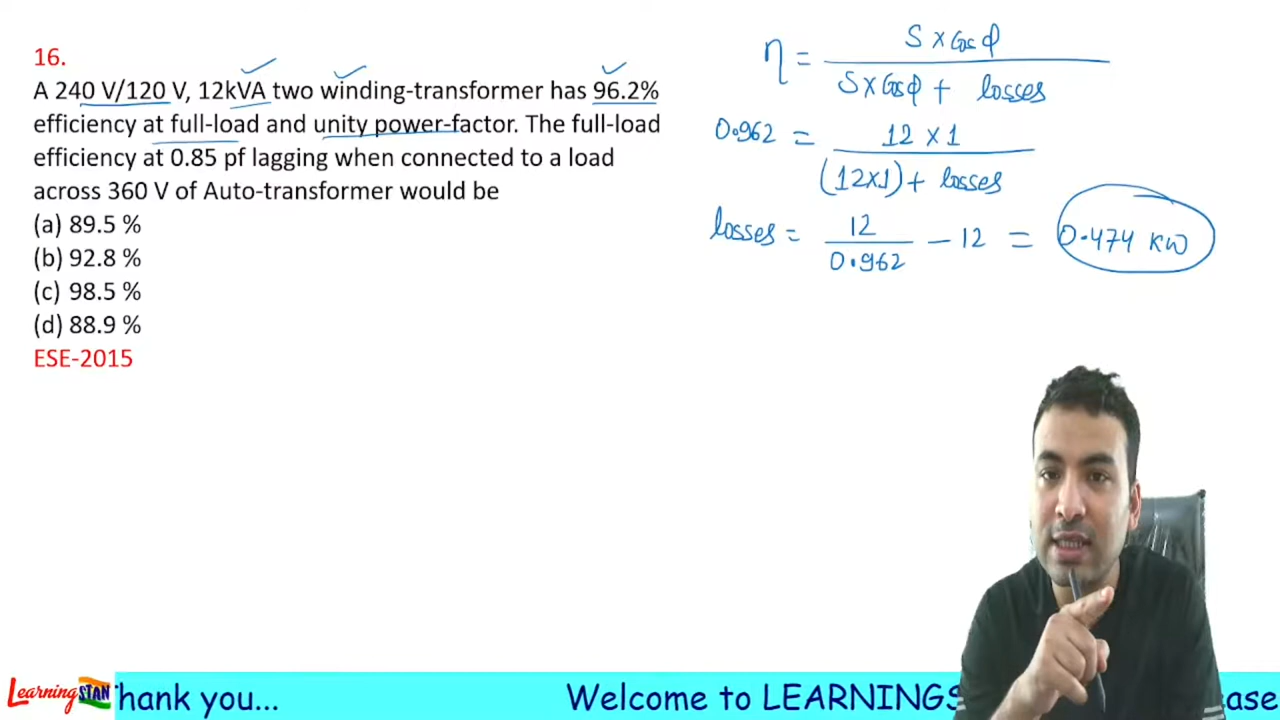 16.
A 240 V/120 V, 12kVA two winding-transformer has 96.2%
efficiency at full-load and unity power-factor. The full-load
efficiency at 0.85 pf lagging when connected to a load
across 360 V of Auto-transformer would be
(a) 89.5 %
(b) 92.8 %
(c) 98.5 %
(d) 88.9 %
ESE-2015
η = S × Cos φ / S × Cos φ + losses
0.962 = 12 × 1 / (12×1) + losses
losses = 12 / 0.962 - 12 = 0.474 kw
Learning STAN
Thank you... Welcome to LEARNINGS ase